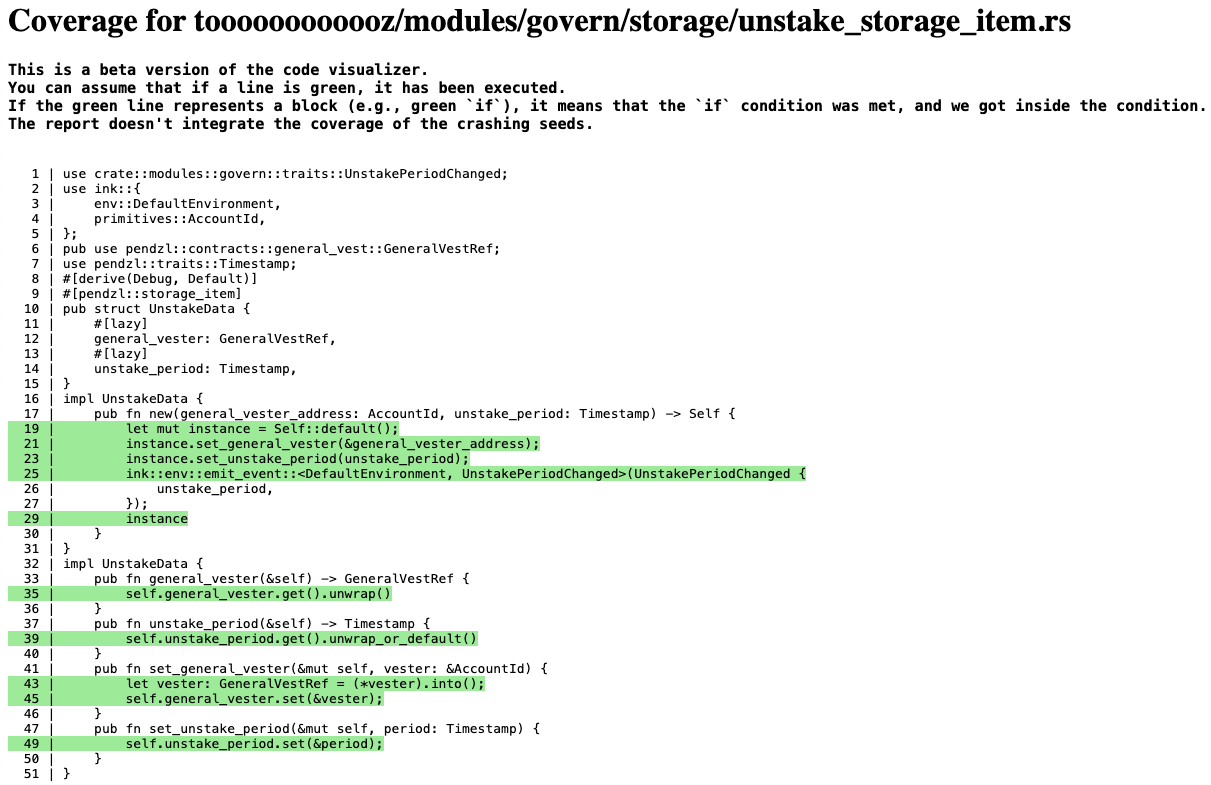 Coverage for toooooooooooz/modules/govern/storage/unstake_storage_item.rs
This is a beta version of the code visualizer.
You can assume that if a line is green, it has been executed.
If the green line represents a block (e.g., green `if`), it means that the `if` condition was met, and we got inside the condition.
The report doesn't integrate the coverage of the crashing seeds.
1 | use crate::modules::govern::traits::UnstakePeriodChanged;
2 | use ink::{
3 |     env::DefaultEnvironment,
4 |     primitives::AccountId,
5 | };
6 | pub use pendzl::contracts::general_vest::GeneralVestRef;
7 | use pendzl::traits::Timestamp;
8 | #[derive(Debug, Default)]
9 | #[pendzl::storage_item]
10 | pub struct UnstakeData {
11 |     #[lazy]
12 |     general_vester: GeneralVestRef,
13 |     #[lazy]
14 |     unstake_period: Timestamp,
15 | }
16 | impl UnstakeData {
17 |     pub fn new(general_vester_address: AccountId, unstake_period: Timestamp) -> Self {
19 |         let mut instance = Self::default();
21 |         instance.set_general_vester(&general_vester_address);
23 |         instance.set_unstake_period(unstake_period);
25 |         ink::env::emit_event::<DefaultEnvironment, UnstakePeriodChanged>(UnstakePeriodChanged {
26 |             unstake_period,
27 |         });
29 |         instance
30 |     }
31 | }
32 | impl UnstakeData {
33 |     pub fn general_vester(&self) -> GeneralVestRef {
35 |         self.general_vester.get().unwrap()
36 |     }
37 |     pub fn unstake_period(&self) -> Timestamp {
39 |         self.unstake_period.get().unwrap_or_default()
40 |     }
41 |     pub fn set_general_vester(&mut self, vester: &AccountId) {
43 |         let vester: GeneralVestRef = (*vester).into();
45 |         self.general_vester.set(&vester);
46 |     }
47 |     pub fn set_unstake_period(&mut self, period: Timestamp) {
49 |         self.unstake_period.set(&period);
50 |     }
51 | }